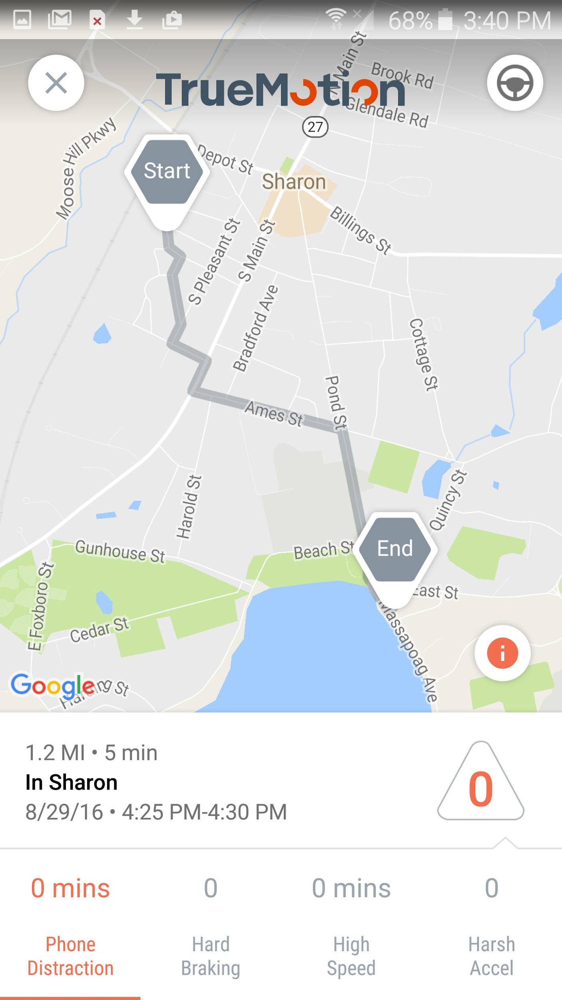 68% 3:40 PM
N Main St
Brook Rd
TrueMotion
Glendale Rd
27
Moose Hill Pkwy
Depot St
Start
Sharon
Billings St
S Pleasant St
S Main St
Bradford Ave
Cottage St
Pond St
Ames St
Quincy St
Harold St
Gunhouse St
Beach St
End
East St
E Foxboro St
Cedar St
Massapoag Ave
i
Google
Harding St
1.2 MI • 5 min
In Sharon
8/29/16 • 4:25 PM-4:30 PM
0
0 mins
0
0 mins
0
Phone
Distraction
Hard
Braking
High
Speed
Harsh
Accel